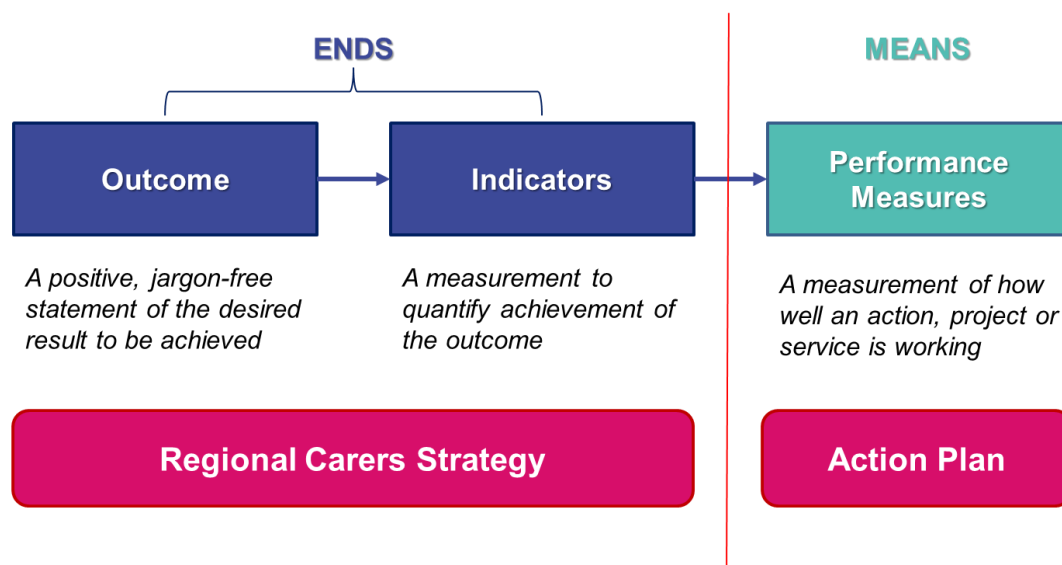 ENDS
MEANS
Outcome
Indicators
Performance
Measures
A positive, jargon-free
statement of the desired
result to be achieved
A measurement to
quantify achievement of
the outcome
A measurement of how
well an action, project or
service is working
Regional Carers Strategy
Action Plan